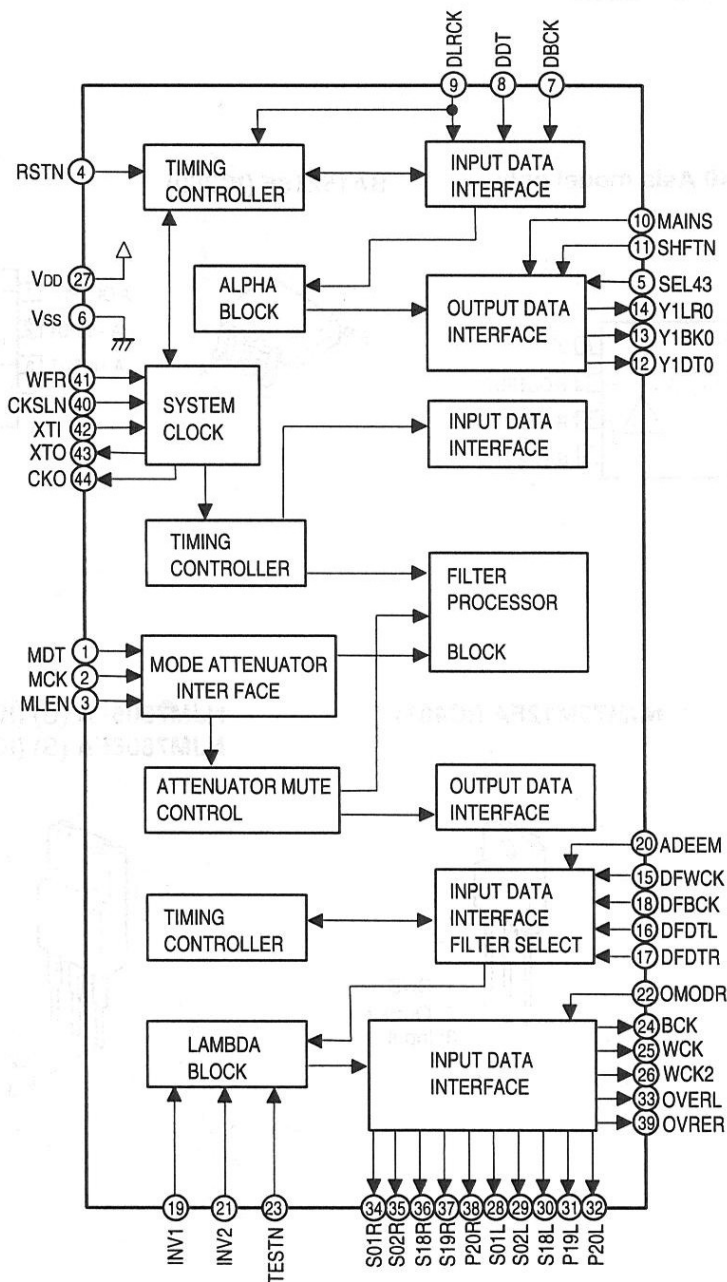 DLRCK
DDT
DBCK
9
8
7
RSTN 4
TIMING
CONTROLLER
INPUT DATA
INTERFACE
10 MAINS
11 SHFTN
5 SEL43
14 Y1LR0
13 Y1BK0
12 Y1DT0
VDD
27
VSS
6
ALPHA
BLOCK
OUTPUT DATA
INTERFACE
WFR 41
CKSLN 40
XTI 42
XTO 43
CKO 44
SYSTEM
CLOCK
INPUT DATA
INTERFACE
TIMING
CONTROLLER
FILTER
PROCESSOR
BLOCK
MDT 1
MCK 2
MLEN 3
MODE ATTENUATOR
INTER FACE
ATTENUATOR MUTE
CONTROL
OUTPUT DATA
INTERFACE
20 ADEEM
15 DFWCK
18 DFBCK
16 DFDTL
17 DFDTR
TIMING
CONTROLLER
INPUT DATA
INTERFACE
FILTER SELECT
22 OMODR
24 BCK
25 WCK
26 WCK2
33 OVERL
39 OVRER
LAMBDA
BLOCK
INPUT DATA
INTERFACE
19 21 23 34 35 36 37 38 28 29 30 31 32
INV1
INV2
TESTN
S01R
S02R
S18R
S19R
P20R
S01L
S02L
S18L
P19L
P20L